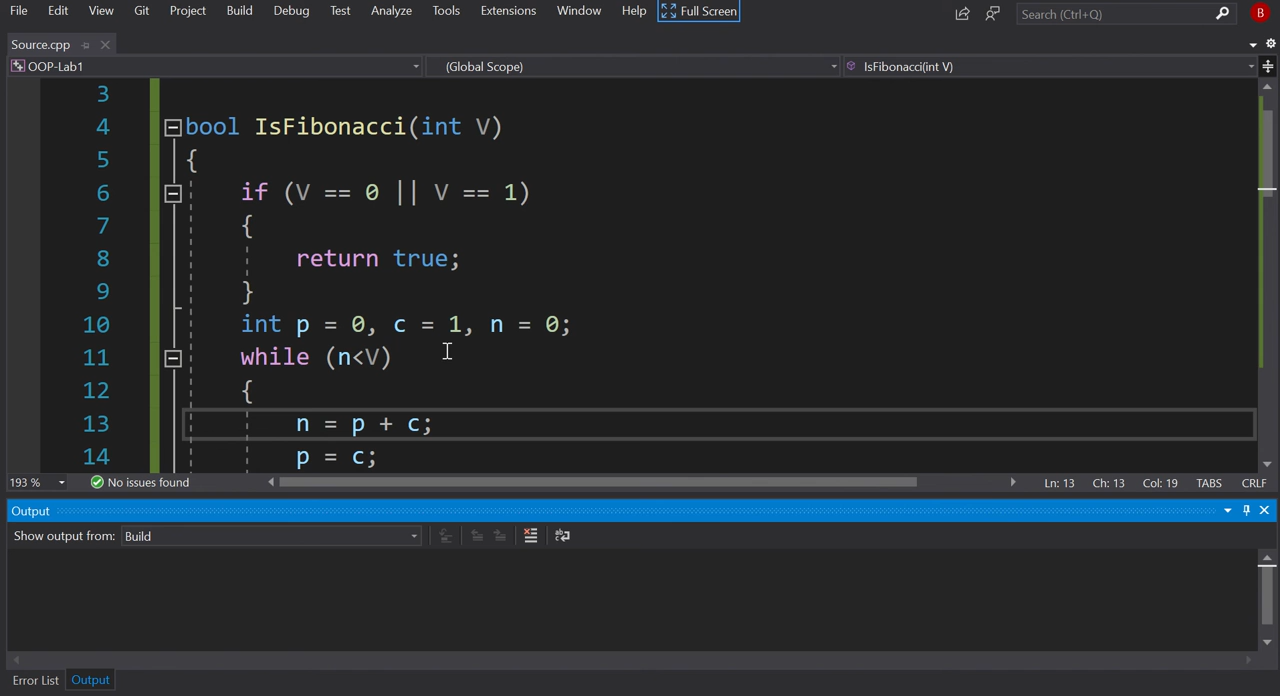 File Edit View Git Project Build Debug Test Analyze Tools Extensions Window Help Full Screen Search (Ctrl+Q) B
Source.cpp
OOP-Lab1 (Global Scope) IsFibonacci(int V)
3
4 bool IsFibonacci(int V)
5 {
6 if (V == 0 || V == 1)
7 {
8 return true;
9 }
10 int p = 0, c = 1, n = 0;
11 while (n<V)
12 {
13 n = p + c;
14 p = c;
193 % No issues found Ln: 13 Ch: 13 Col: 19 TABS CRLF
Output
Show output from: Build
Error List Output